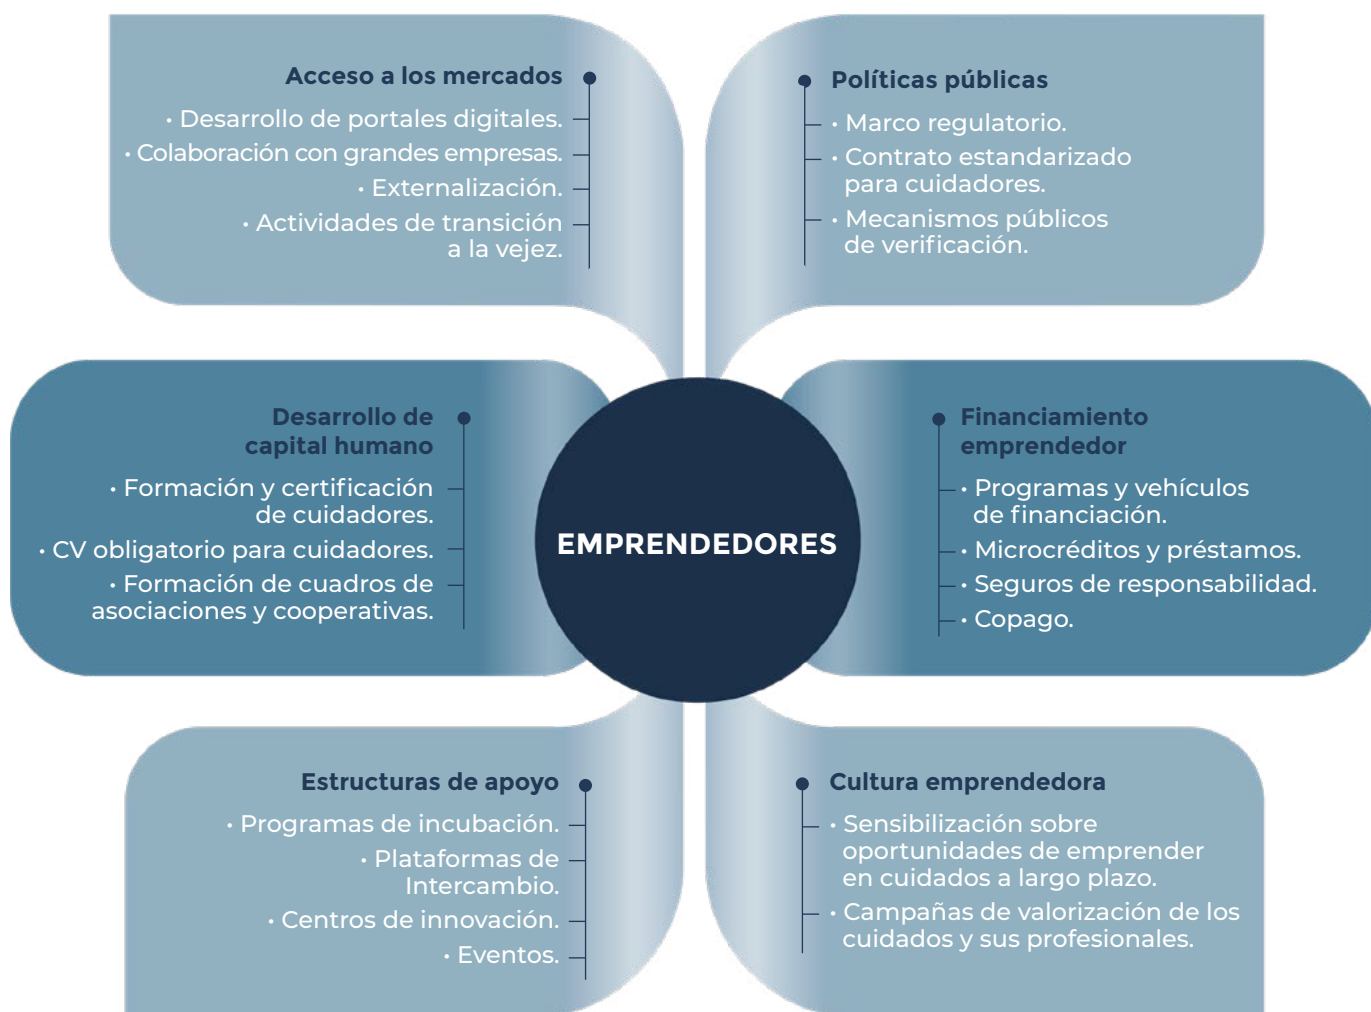 Acceso a los mercados
• Desarrollo de portales digitales.
• Colaboración con grandes empresas.
• Externalización.
• Actividades de transición
a la vejez.
Políticas públicas
• Marco regulatorio.
• Contrato estandarizado
para cuidadores.
• Mecanismos públicos
de verificación.
Desarrollo de
capital humano
• Formación y certificación
de cuidadores.
• CV obligatorio para cuidadores.
• Formación de cuadros de
asociaciones y cooperativas.
EMPRENDEDORES
Financiamiento
emprendedor
• Programas y vehículos
de financiación.
• Microcréditos y préstamos.
• Seguros de responsabilidad.
• Copago.
Estructuras de apoyo
• Programas de incubación.
• Plataformas de
Intercambio.
• Centros de innovación.
• Eventos.
Cultura emprendedora
• Sensibilización sobre
oportunidades de emprender
en cuidados a largo plazo.
• Campañas de valorización de los
cuidados y sus profesionales.